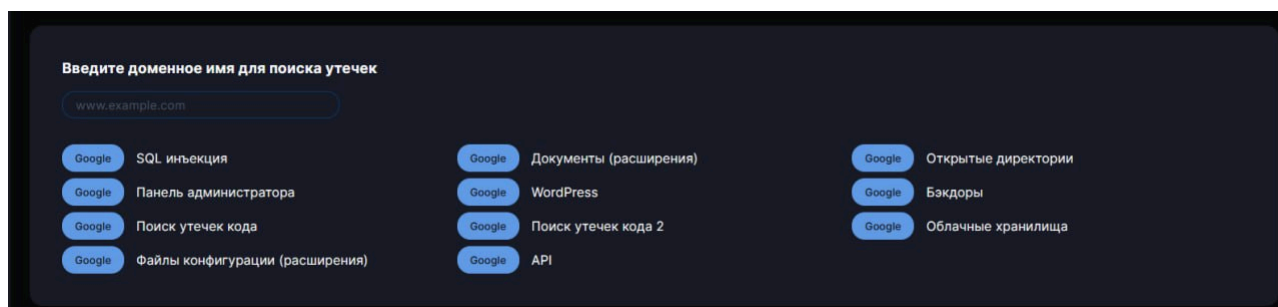 Введите доменное имя для поиска утечек
www.example.com
Google SQL инъекция Google Документы (расширения) Google Открытые директории
Google Панель администратора Google WordPress Google Бэкдоры
Google Поиск утечек кода Google Поиск утечек кода 2 Google Облачные хранилища
Google Файлы конфигурации (расширения) Google API